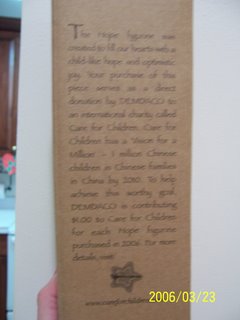 The Hope figurine was
created to fill our hearts with a
child-like hope and optimistic
joy. Your purchase of this
piece serves as a direct
donation by DEMDACO to
an international charity called
Care for Children. Care for
Children has a Vision for a
Million - 1 million Chinese
children in Chinese families
in China by 2010. To help
achieve this worthy goal,
DEMDACO is contributing
$1.00 to Care for Children
for each Hope figurine
purchased in 2006. For more
details, visit:
2006/03/23